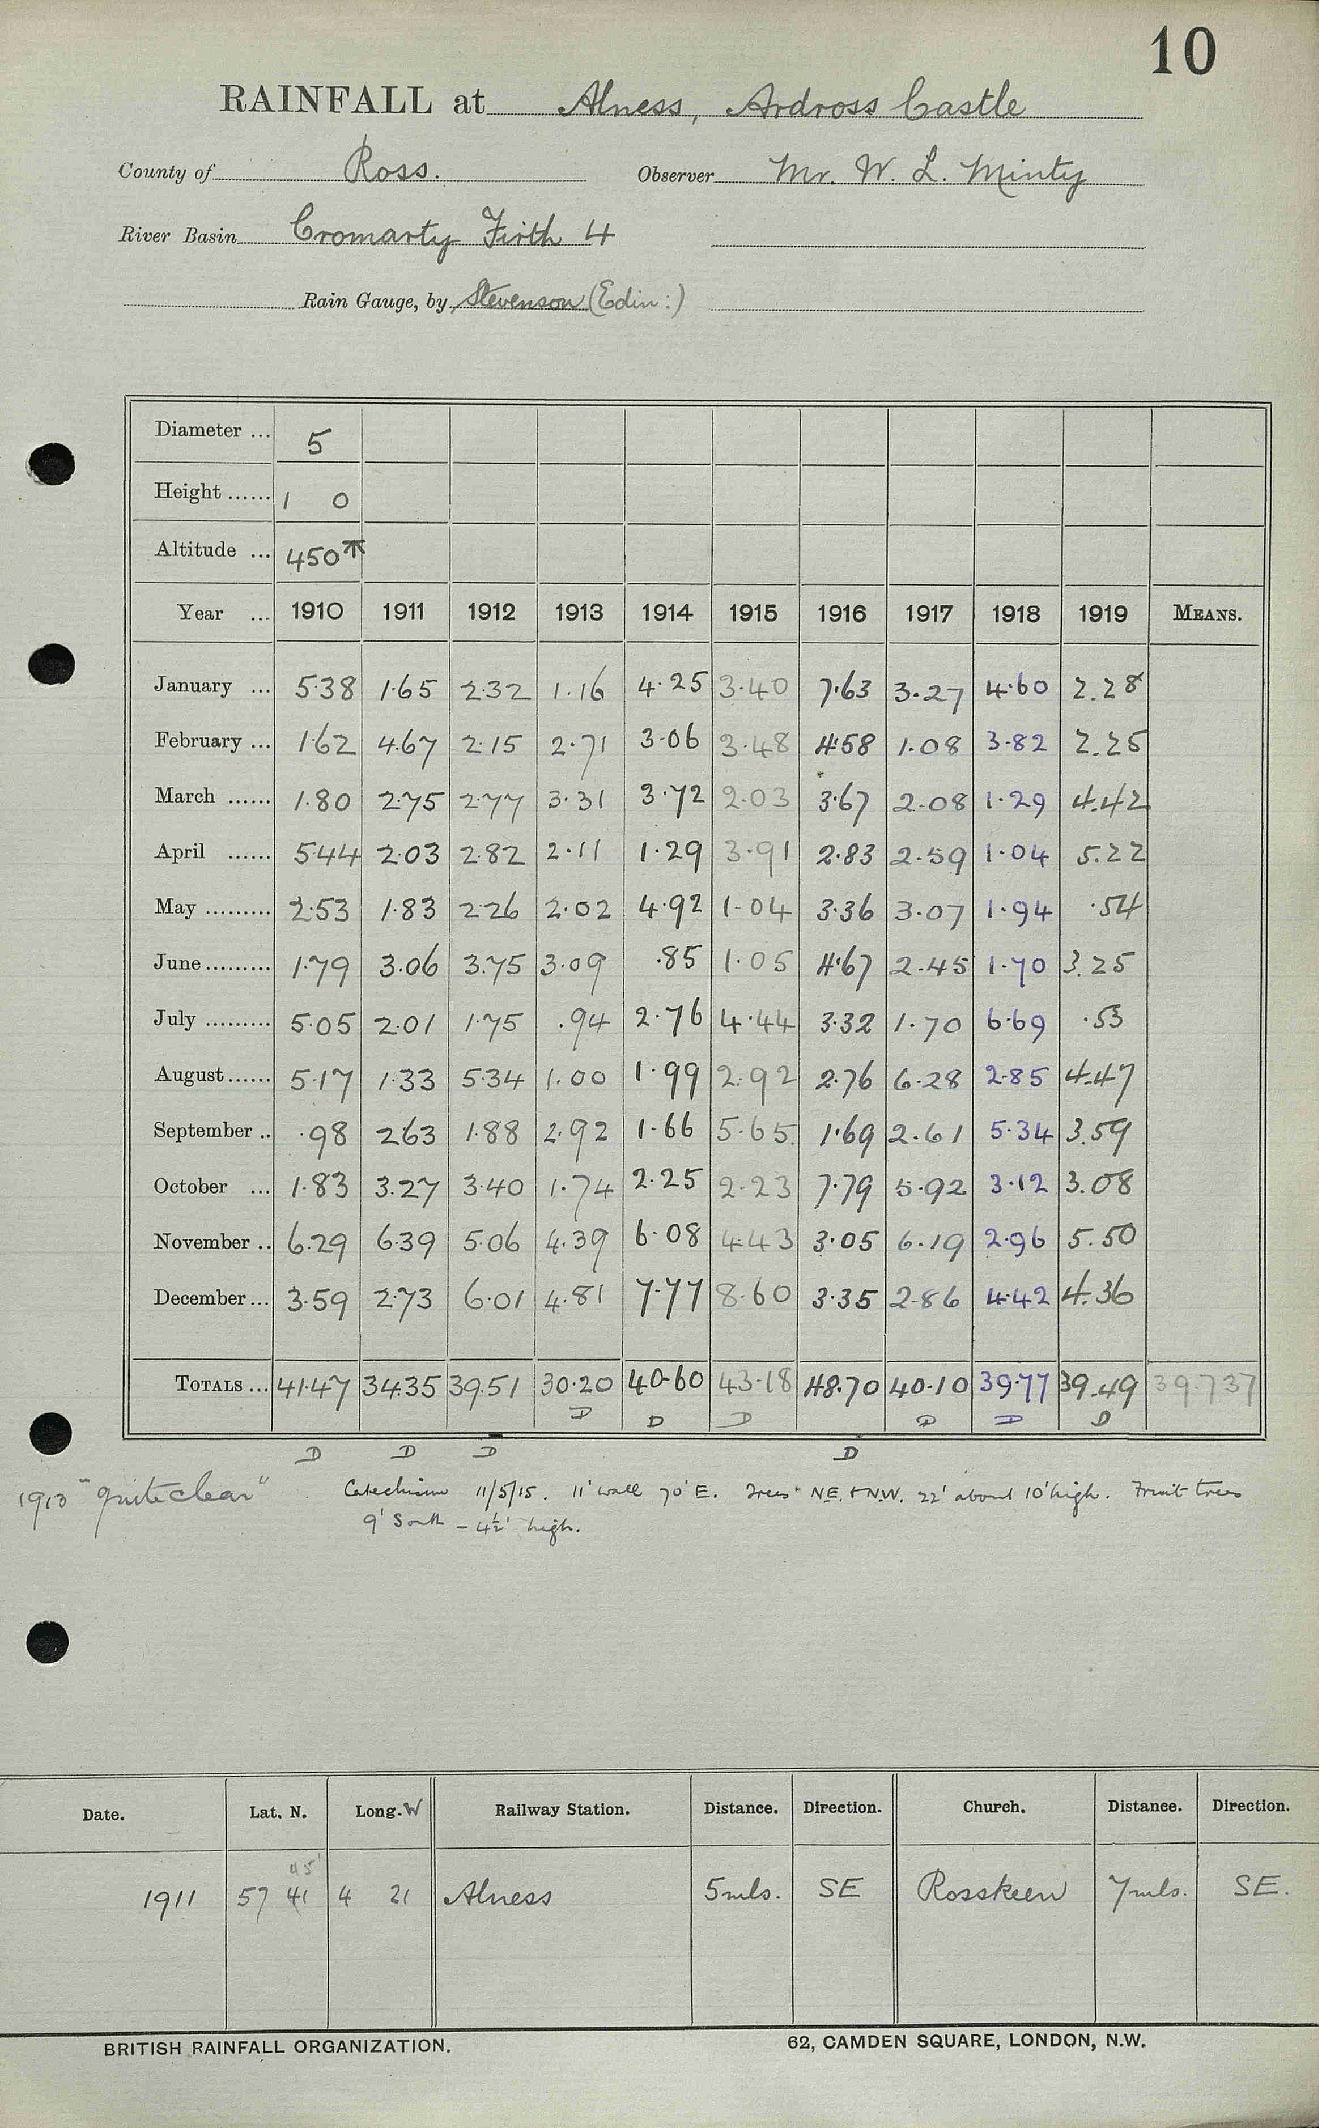 10
RAINFALL at Alness, Ardross Castle
County of Ross. Observer Mr. W. L. Minty
River Basin Cromarty Firth 4
Rain Gauge, by Stevenson (Edin:)
Diameter ... 5
Height ...... 1 0
Altitude ... 450
Year ... 1910 1911 1912 1913 1914 1915 1916 1917 1918 1919 MEANS.
January ... 5.38 1.65 2.32 1.16 4.25 3.40 7.63 3.27 4.60 2.28
February ... 1.62 4.67 2.15 2.71 3.06 3.48 4.58 1.08 3.82 2.25
March ...... 1.80 2.75 2.77 3.31 3.72 2.03 3.67 2.08 1.29 4.42
April ...... 5.44 2.03 2.82 2.11 1.29 3.91 2.83 2.59 1.04 5.22
May ......... 2.53 1.83 2.26 2.02 4.92 1.04 3.36 3.07 1.94 .54
June ......... 1.79 3.06 3.75 3.09 .85 1.05 4.67 2.45 1.70 3.25
July ......... 5.05 2.01 1.75 .94 2.76 4.44 3.32 1.70 6.69 .53
August ...... 5.17 1.33 5.34 1.00 1.99 2.92 2.76 6.28 2.85 4.47
September .. .98 2.63 1.88 2.92 1.66 5.65 1.69 2.61 5.34 3.59
October ... 1.83 3.27 3.40 1.74 2.25 2.23 7.79 5.92 3.12 3.08
November .. 6.29 6.39 5.06 4.39 6.08 4.43 3.05 6.19 2.96 5.50
December ... 3.59 2.73 6.01 4.81 7.77 8.60 3.35 2.86 4.42 4.36
TOTALS ... 41.47 34.35 39.51 30.20 40.60 43.18 48.70 40.10 39.77 39.49 39.737
D D D D D D
D D D D
1913 "quite clear" Catechism 11/5/15. 11' wall 70' E. Trees NE. + NW. 22' about 10' high. Fruit trees
9' South - 4½' high.
Date. Lat. N. Long. W Railway Station. Distance. Direction. Church. Distance. Direction.
45'
1911 57 41 4 21 Alness 5 mls. SE Rosskeen 7 mls. SE.
BRITISH RAINFALL ORGANIZATION. 62, CAMDEN SQUARE, LONDON, N.W.